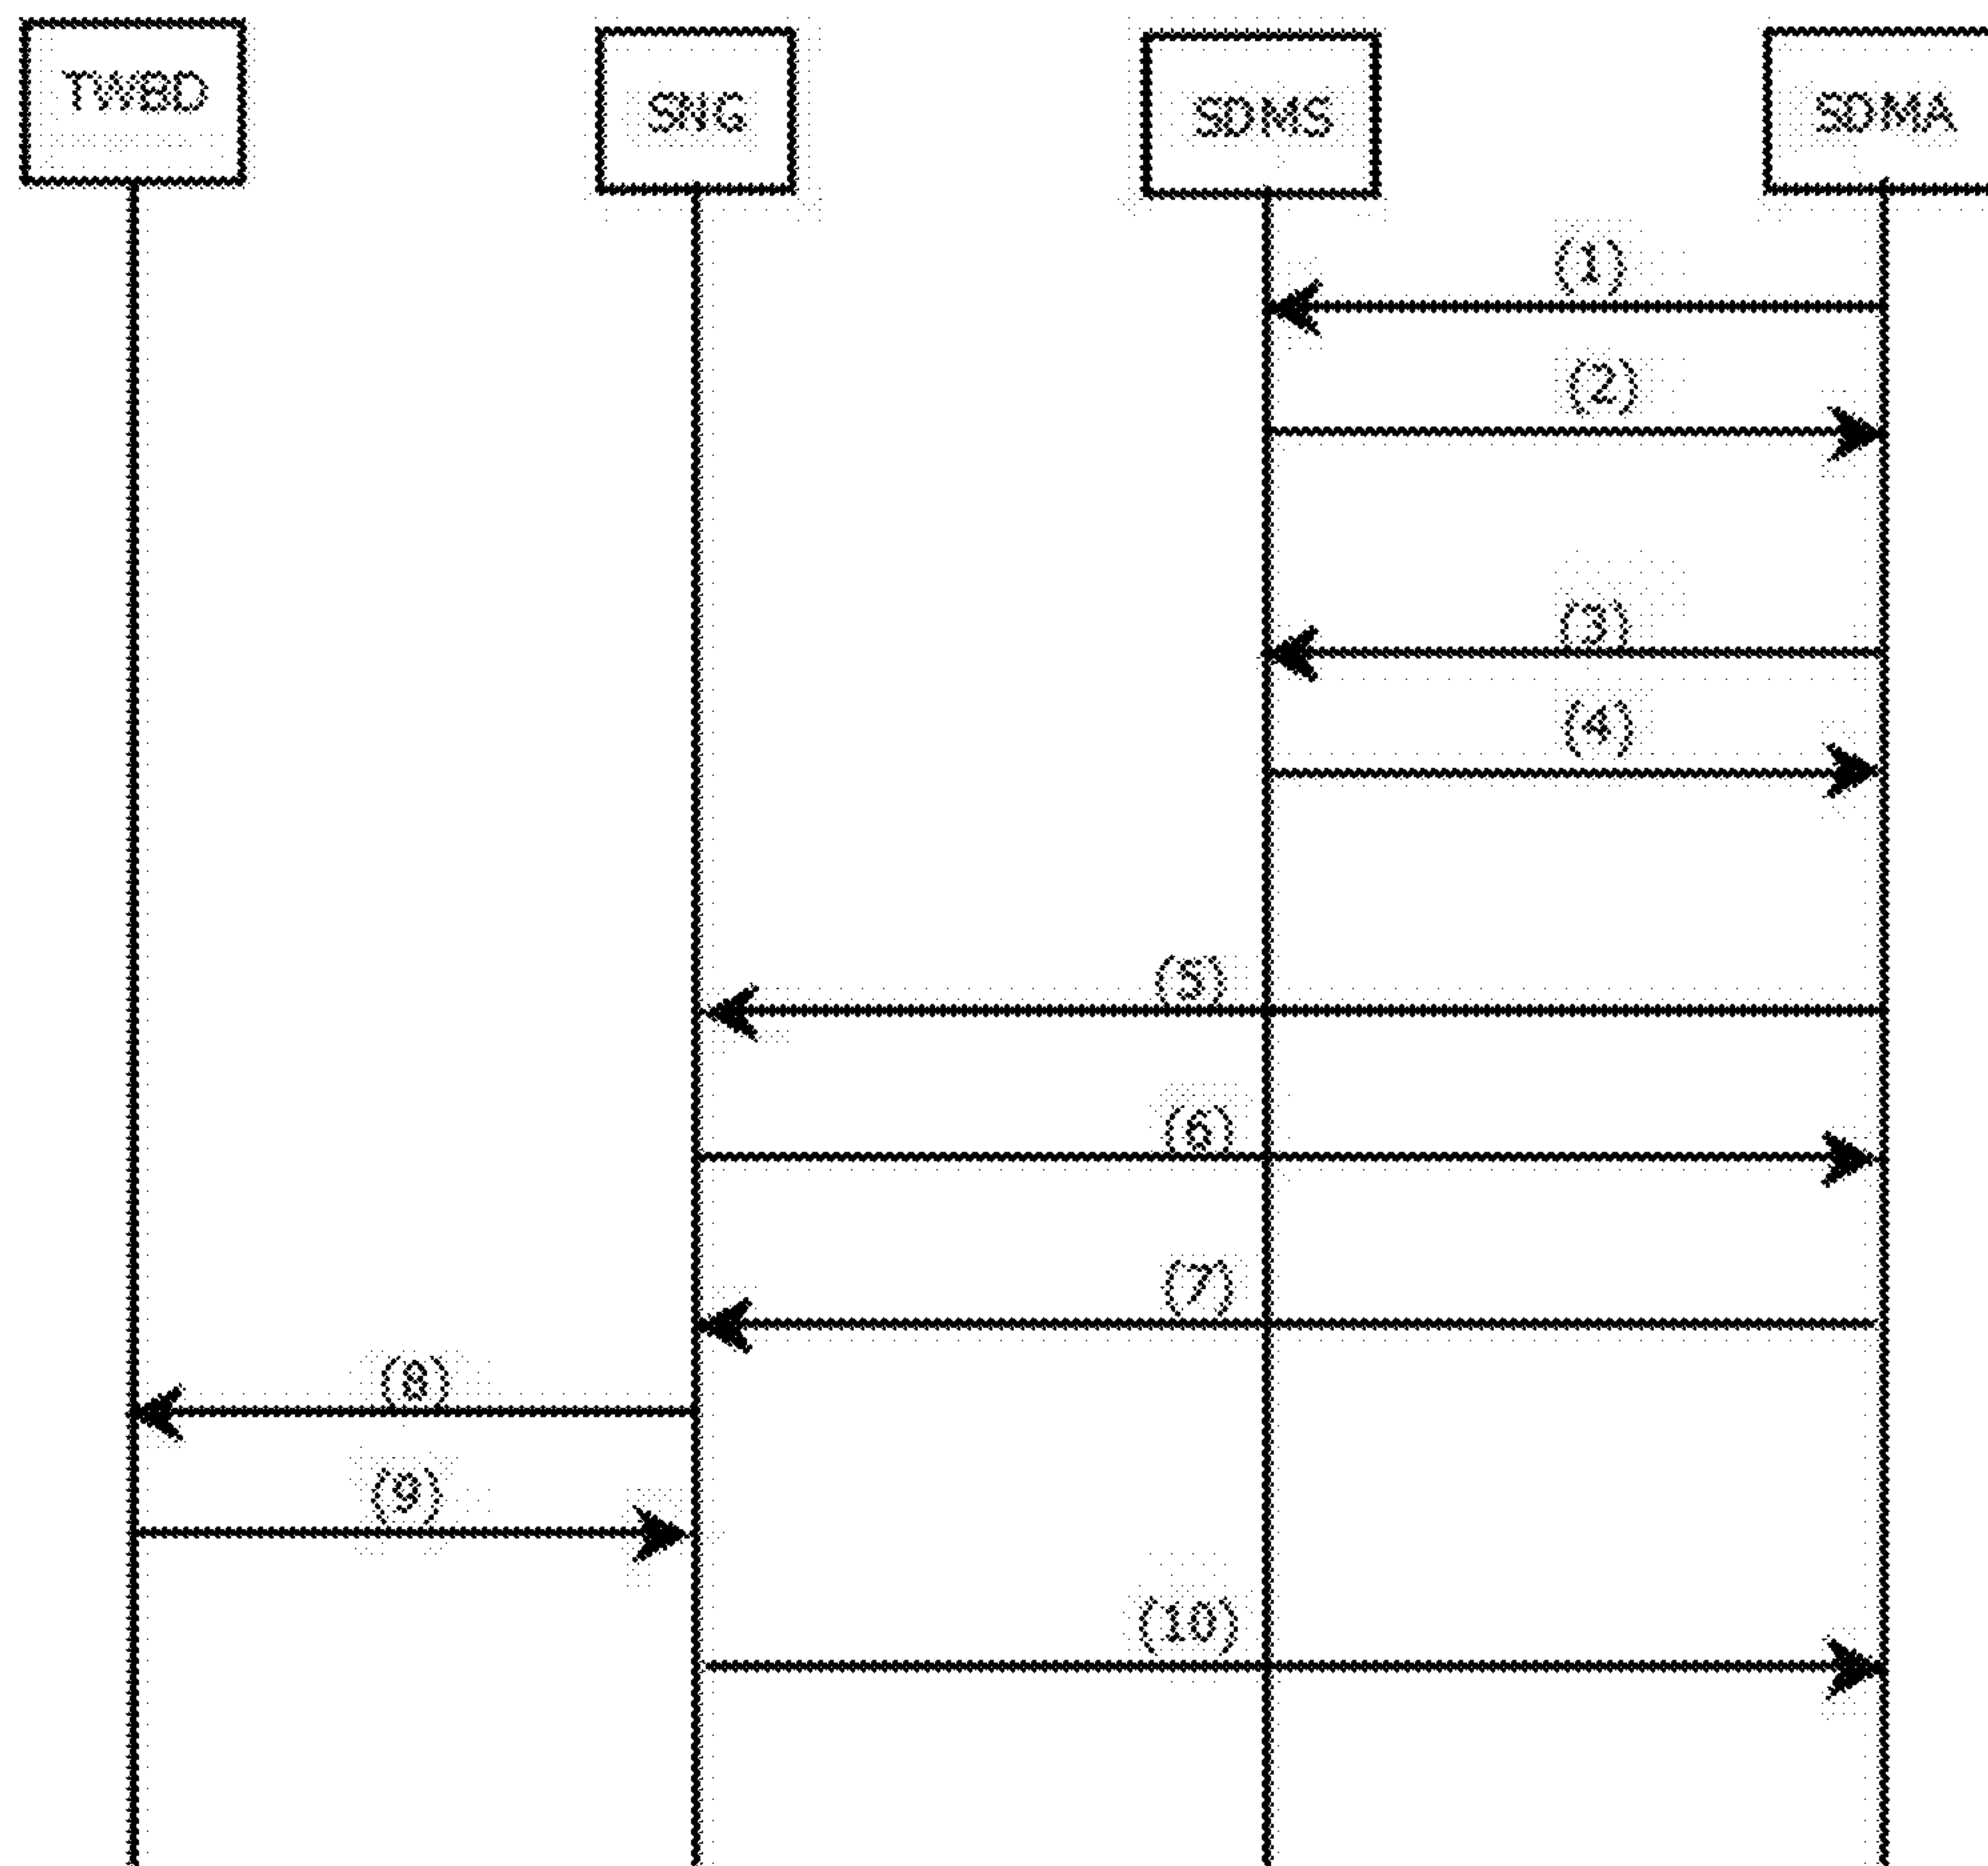 TWBD
SNG
SDMS
SDMA
(1)
(2)
(3)
(4)
(5)
(6)
(7)
(8)
(9)
(10)